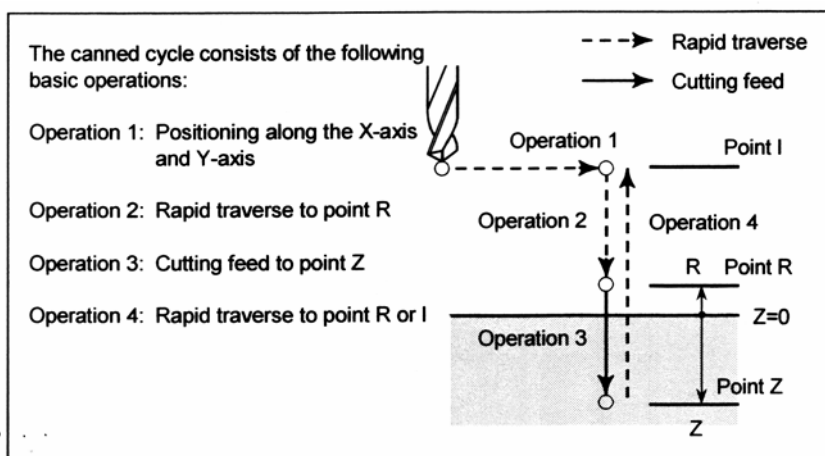 The canned cycle consists of the following
basic operations:
Operation 1: Positioning along the X-axis
and Y-axis
Operation 2: Rapid traverse to point R
Operation 3: Cutting feed to point Z
Operation 4: Rapid traverse to point R or I
Rapid traverse
Cutting feed
Operation 1
Point I
Operation 2
Operation 4
R Point R
Z=0
Operation 3
Point Z
Z